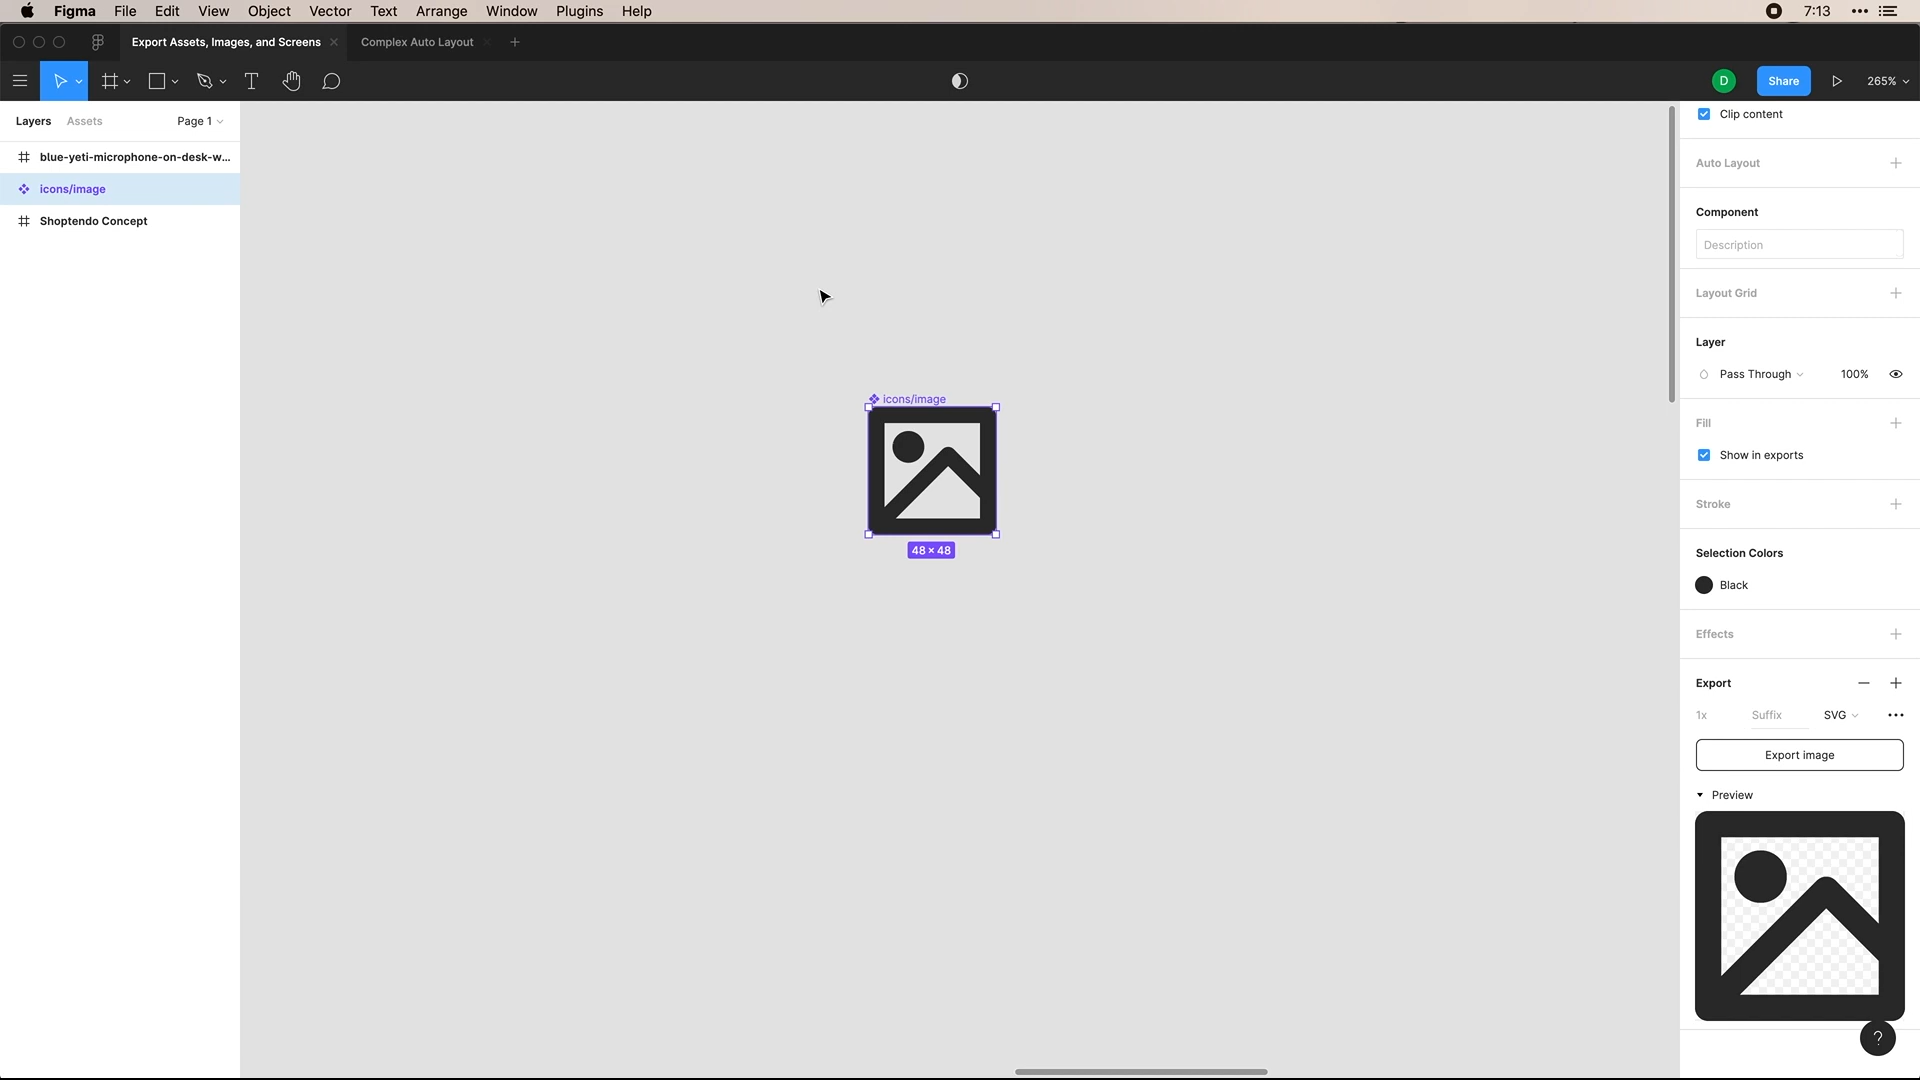 Figma File Edit View Object Vector Text Arrange Window Plugins Help 7:13
Export Assets, Images, and Screens Complex Auto Layout
D Share 265%
Layers Assets Page 1
blue-yeti-microphone-on-desk-w...
icons/image
Shoptendo Concept
icons/image
48 × 48
Clip content
Auto Layout
Component
Description
Layout Grid
Layer
Pass Through 100%
Fill
Show in exports
Stroke
Selection Colors
Black
Effects
Export
1x Suffix SVG
Export image
Preview
?